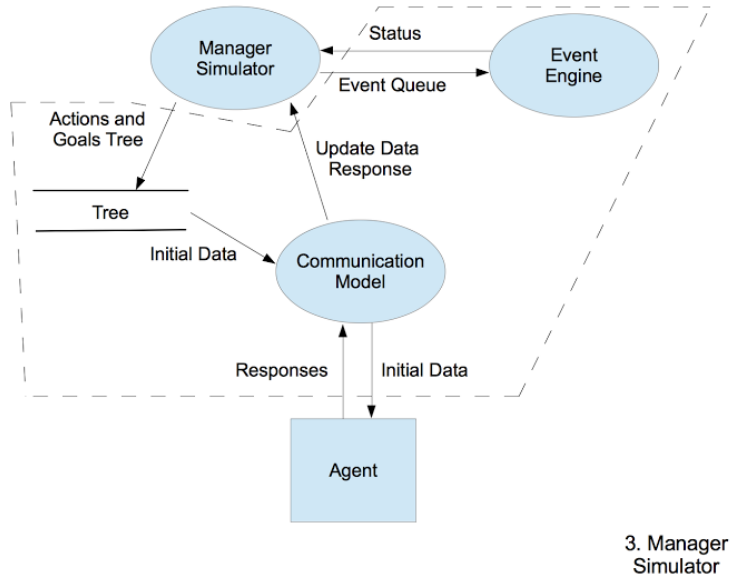 Manager
Simulator
Status
Event
Engine
Event Queue
Actions and
Goals Tree
Update Data
Response
Tree
Initial Data
Communication
Model
Responses
Initial Data
Agent
3. Manager
Simulator